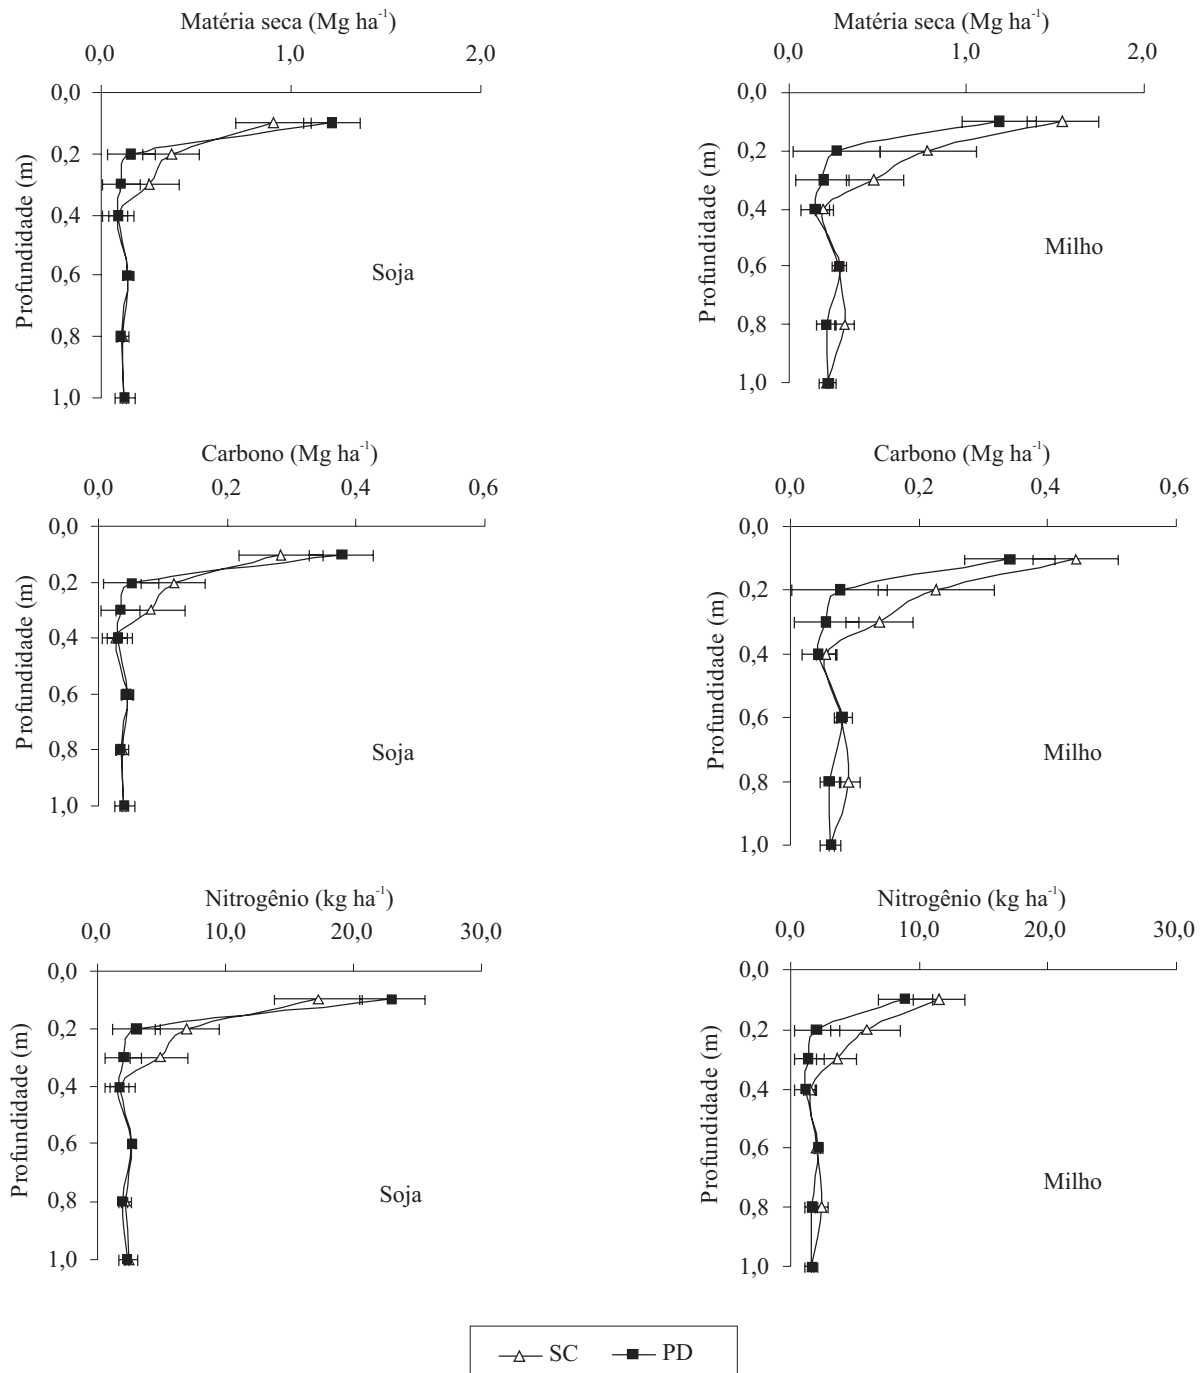 Matéria seca (Mg ha⁻¹)
0,0 1,0 2,0
0,0
0,2
0,4
0,6
0,8
1,0
Profundidade (m)
Soja
Matéria seca (Mg ha⁻¹)
0,0 1,0 2,0
0,0
0,2
0,4
0,6
0,8
1,0
Profundidade (m)
Milho
Carbono (Mg ha⁻¹)
0,0 0,2 0,4 0,6
0,0
0,2
0,4
0,6
0,8
1,0
Profundidade (m)
Soja
Carbono (Mg ha⁻¹)
0,0 0,2 0,4 0,6
0,0
0,2
0,4
0,6
0,8
1,0
Profundidade (m)
Milho
Nitrogênio (kg ha⁻¹)
0,0 10,0 20,0 30,0
0,0
0,2
0,4
0,6
0,8
1,0
Profundidade (m)
Soja
Nitrogênio (kg ha⁻¹)
0,0 10,0 20,0 30,0
0,0
0,2
0,4
0,6
0,8
1,0
Profundidade (m)
Milho
SC PD